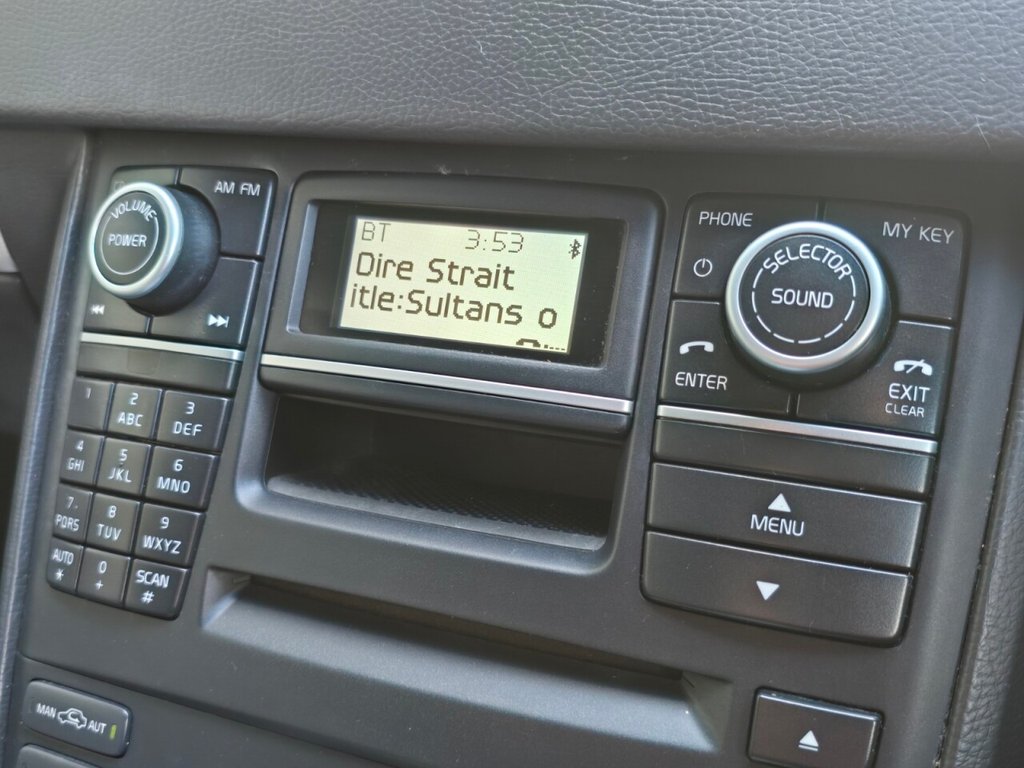 VOLUME
POWER
AM FM
BT 3:53
Dire Strait
itle:Sultans o
PHONE
MY KEY
SELECTOR
SOUND
ENTER
EXIT
CLEAR
1
2
ABC
3
DEF
4
GHI
5
JKL
6
MNO
7
PQRS
8
TUV
9
WXYZ
AUTO
*
0
+
SCAN
#
MENU
MAN AUT